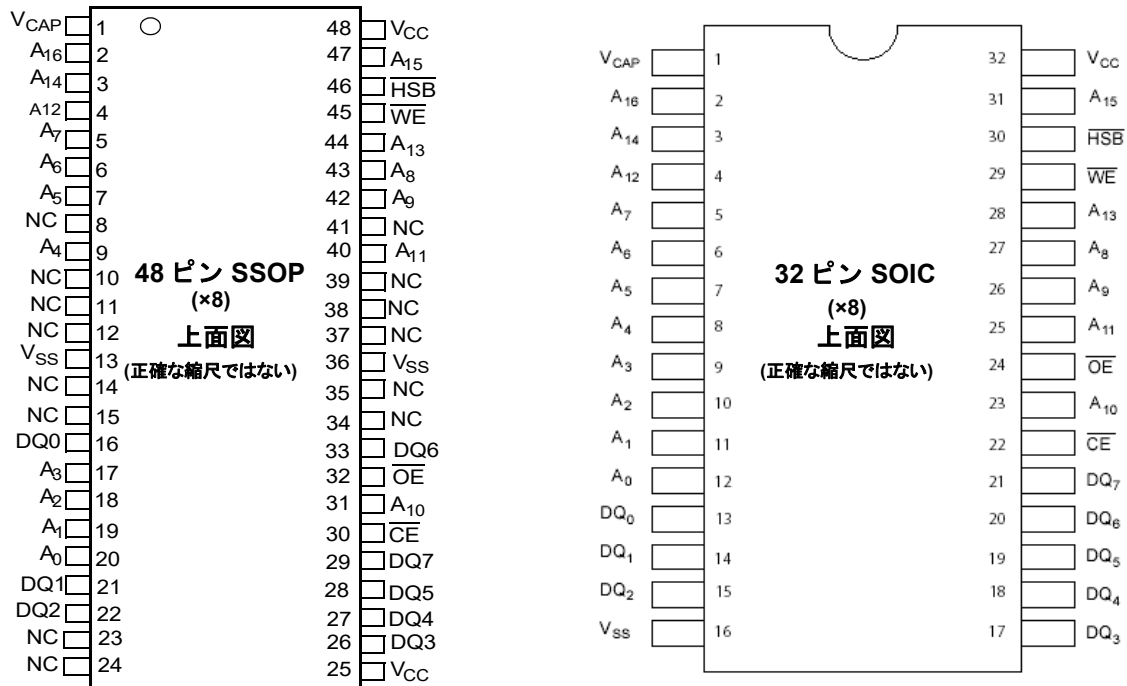 VCAP 1 48 VCC
A16 2 47 A15
A14 3 46 HSB
A12 4 45 WE
A7 5 44 A13
A6 6 43 A8
A5 7 42 A9
NC 8 41 NC
A4 9 40 A11
NC 10 39 NC
NC 11 38 NC
NC 12 37 NC
VSS 13 36 VSS
NC 14 35 NC
NC 15 34 NC
DQ0 16 33 DQ6
A3 17 32 OE
A2 18 31 A10
A1 19 30 CE
A0 20 29 DQ7
DQ1 21 28 DQ5
DQ2 22 27 DQ4
NC 23 26 DQ3
NC 24 25 VCC
48 ピン SSOP
(×8)
上面図
(正確な縮尺ではない)
VCAP 1 32 VCC
A16 2 31 A15
A14 3 30 HSB
A12 4 29 WE
A7 5 28 A13
A6 6 27 A8
A5 7 26 A9
A4 8 25 A11
A3 9 24 OE
A2 10 23 A10
A1 11 22 CE
A0 12 21 DQ7
DQ0 13 20 DQ6
DQ1 14 19 DQ5
DQ2 15 18 DQ4
VSS 16 17 DQ3
32 ピン SOIC
(×8)
上面図
(正確な縮尺ではない)